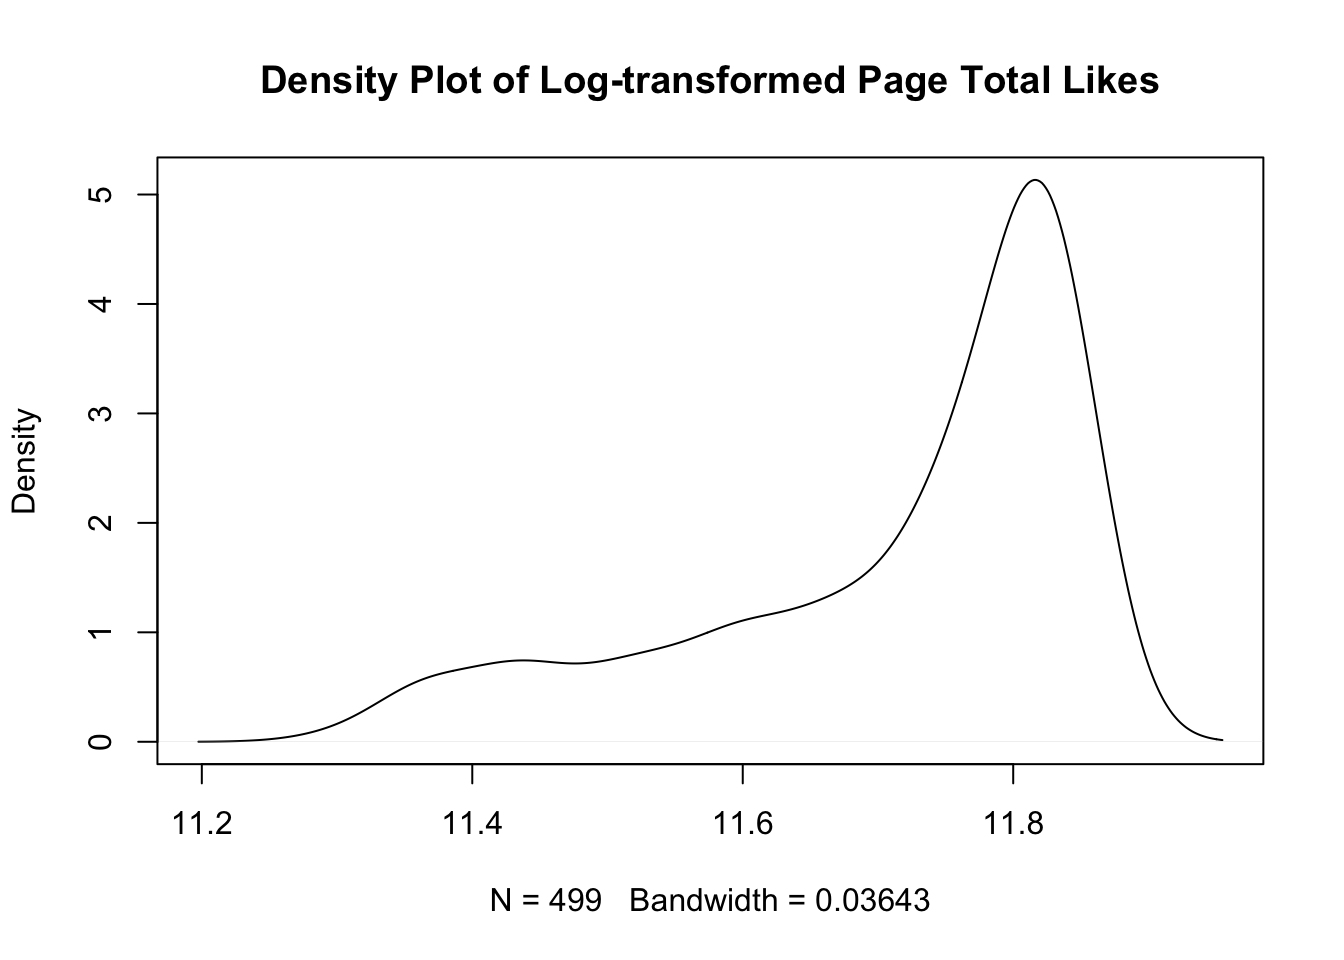 Density Plot of Log-transformed Page Total Likes
Density
5
4
3
2
1
0
11.2 11.4 11.6 11.8
N = 499 Bandwidth = 0.03643